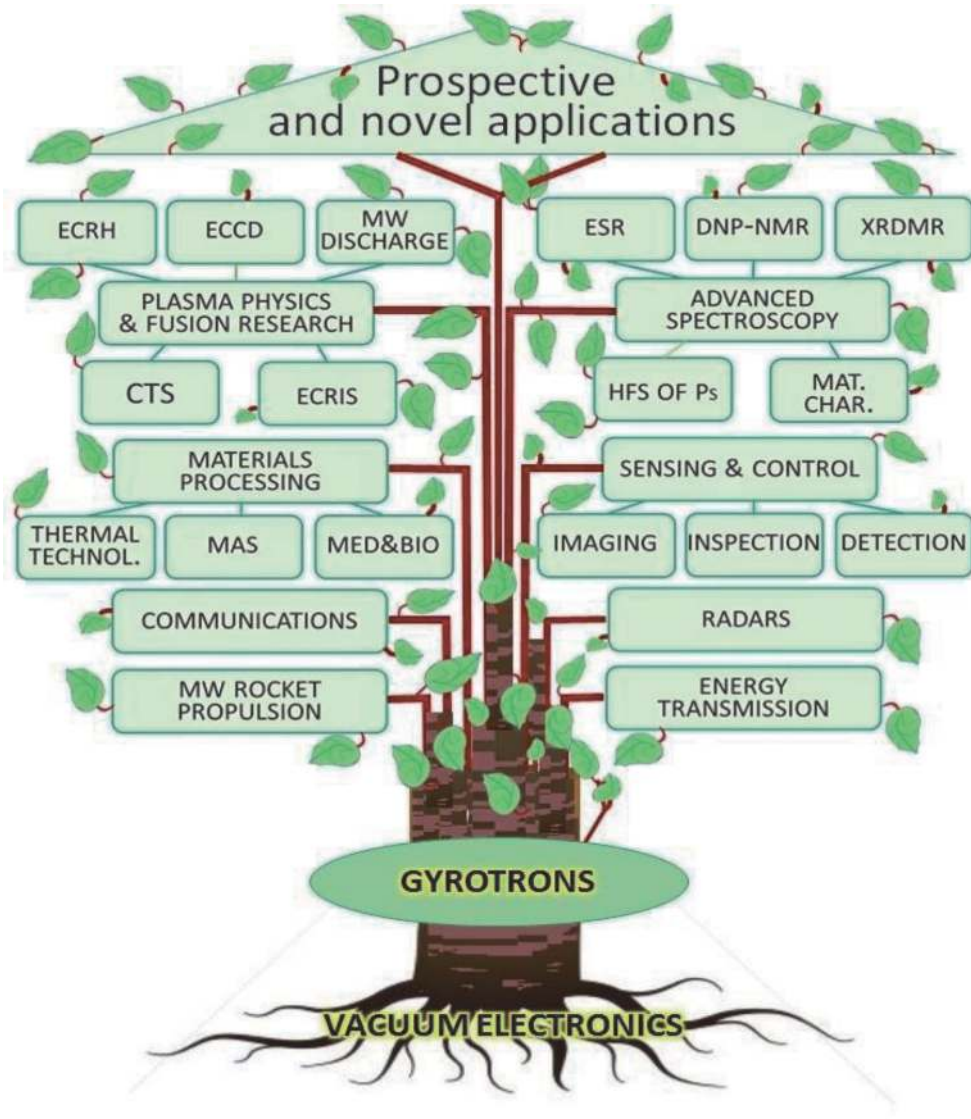 Prospective
and novel applications
ECRH
ECCD
MW
DISCHARGE
PLASMA PHYSICS
& FUSION RESEARCH
CTS
ECRIS
ESR
DNP-NMR
XRDMR
ADVANCED
SPECTROSCOPY
HFS OF Ps
MAT.
CHAR.
MATERIALS
PROCESSING
THERMAL
TECHNOL.
MAS
MED&BIO
SENSING & CONTROL
IMAGING
INSPECTION
DETECTION
COMMUNICATIONS
RADARS
MW ROCKET
PROPULSION
ENERGY
TRANSMISSION
GYROTRONS
VACUUM ELECTRONICS